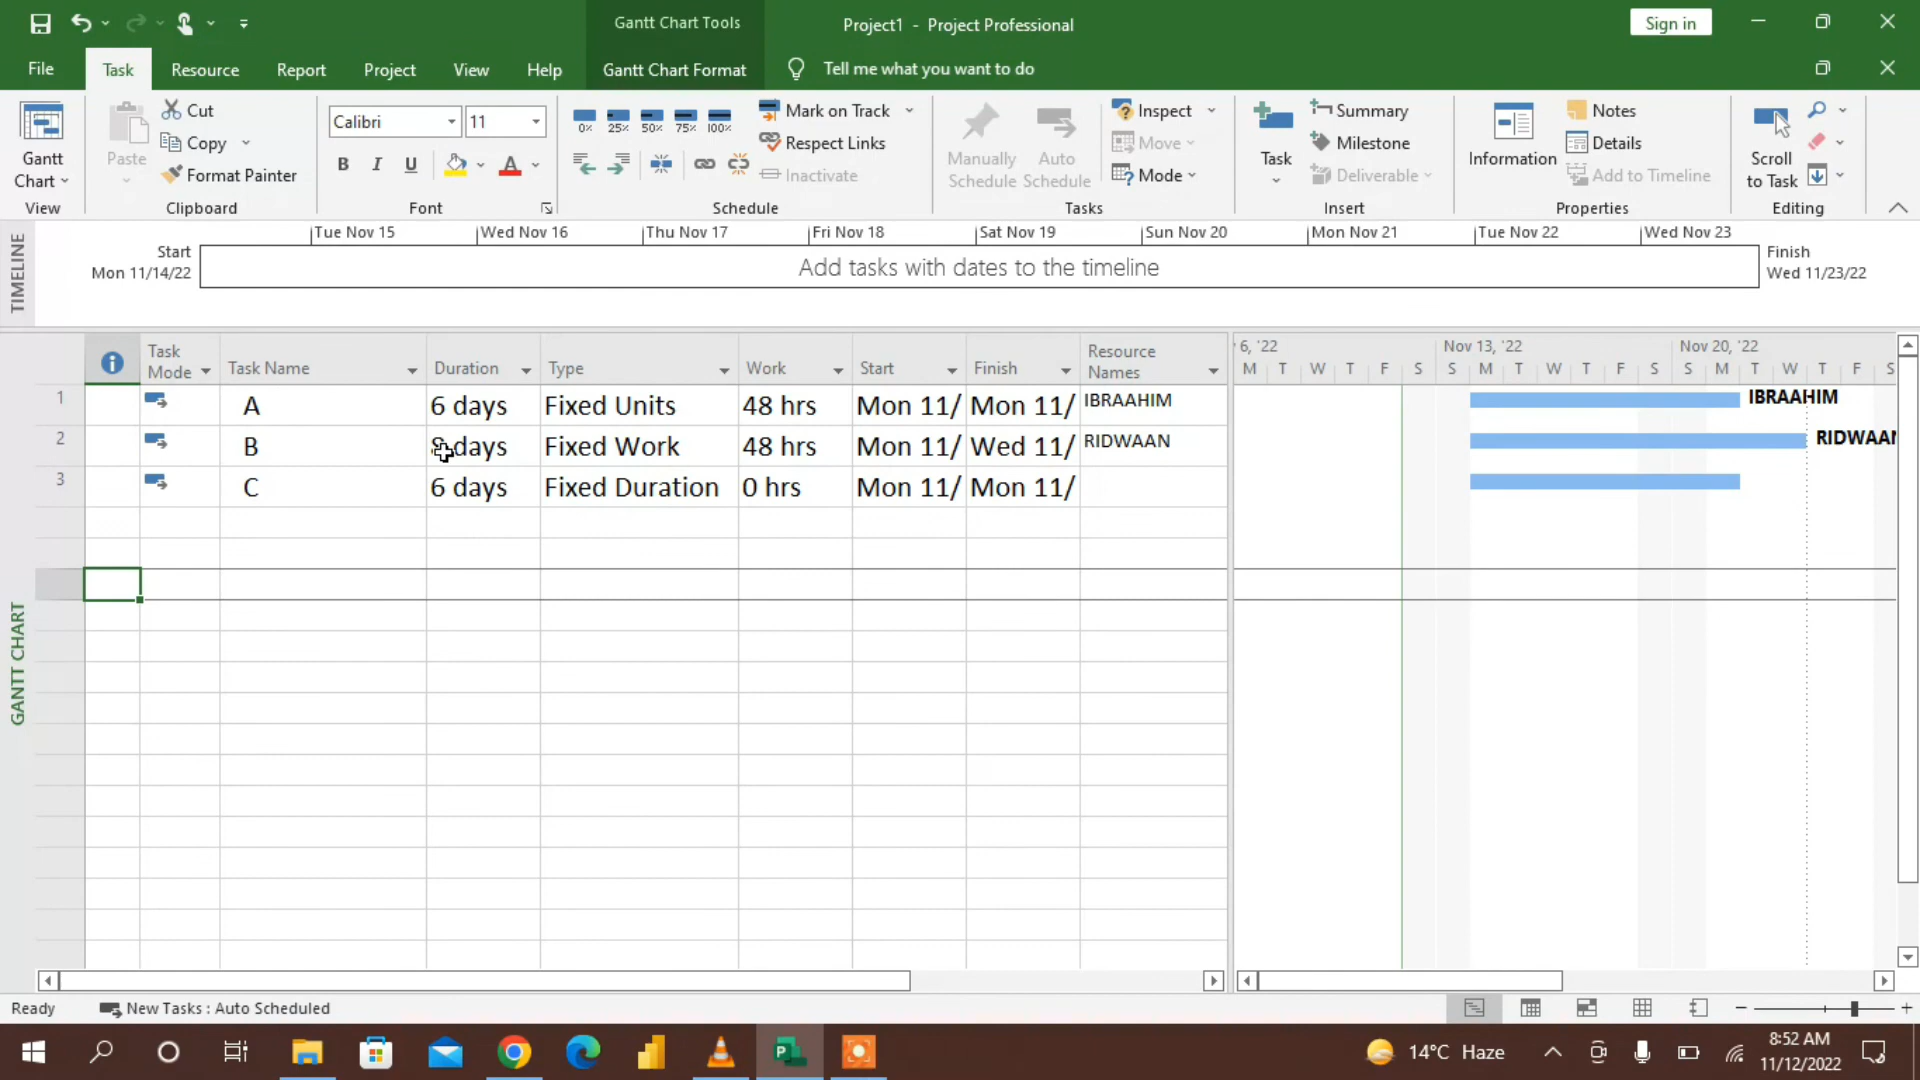 Gantt Chart Tools
Project1 - Project Professional
Sign in
File
Task
Resource
Report
Project
View
Help
Gantt Chart Format
Tell me what you want to do
Gantt
Chart
View
Paste
Cut
Copy
Format Painter
Clipboard
Calibri
11
B I U
A
Font
0% 25% 50% 75% 100%
Mark on Track
Respect Links
Inactivate
Schedule
Manually
Schedule
Auto
Schedule
Inspect
Move
Mode
Tasks
Task
Summary
Milestone
Deliverable
Insert
Information
Notes
Details
Add to Timeline
Properties
Scroll
to Task
Editing
TIMELINE
Start
Mon 11/14/22
Tue Nov 15
Wed Nov 16
Thu Nov 17
Fri Nov 18
Sat Nov 19
Sun Nov 20
Mon Nov 21
Tue Nov 22
Wed Nov 23
Add tasks with dates to the timeline
Finish
Wed 11/23/22
Task
Mode
Task Name
Duration
Type
Work
Start
Finish
Resource
Names
6, '22
Nov 13, '22
Nov 20, '22
M T W T F S S M T W T F S S M T W T F S
1 A 6 days Fixed Units 48 hrs Mon 11/ Mon 11/ IBRAAHIM
2 B 8 days Fixed Work 48 hrs Mon 11/ Wed 11/ RIDWAAN
3 C 6 days Fixed Duration 0 hrs Mon 11/ Mon 11/
IBRAAHIM
RIDWAAN
GANTT CHART
Ready
New Tasks : Auto Scheduled
14°C Haze
8:52 AM
11/12/2022